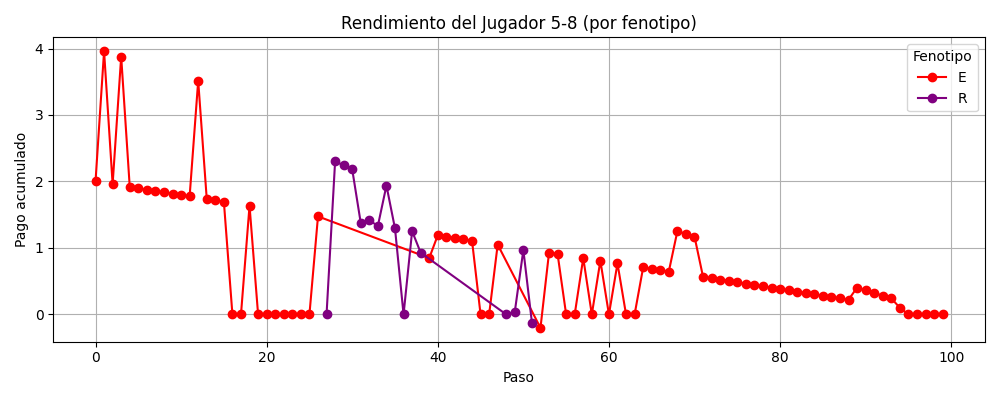 Rendimiento del Jugador 5-8 (por fenotipo)
Pago acumulado
4
3
2
1
0
Fenotipo
E
R
0 20 40 60 80 100
Paso